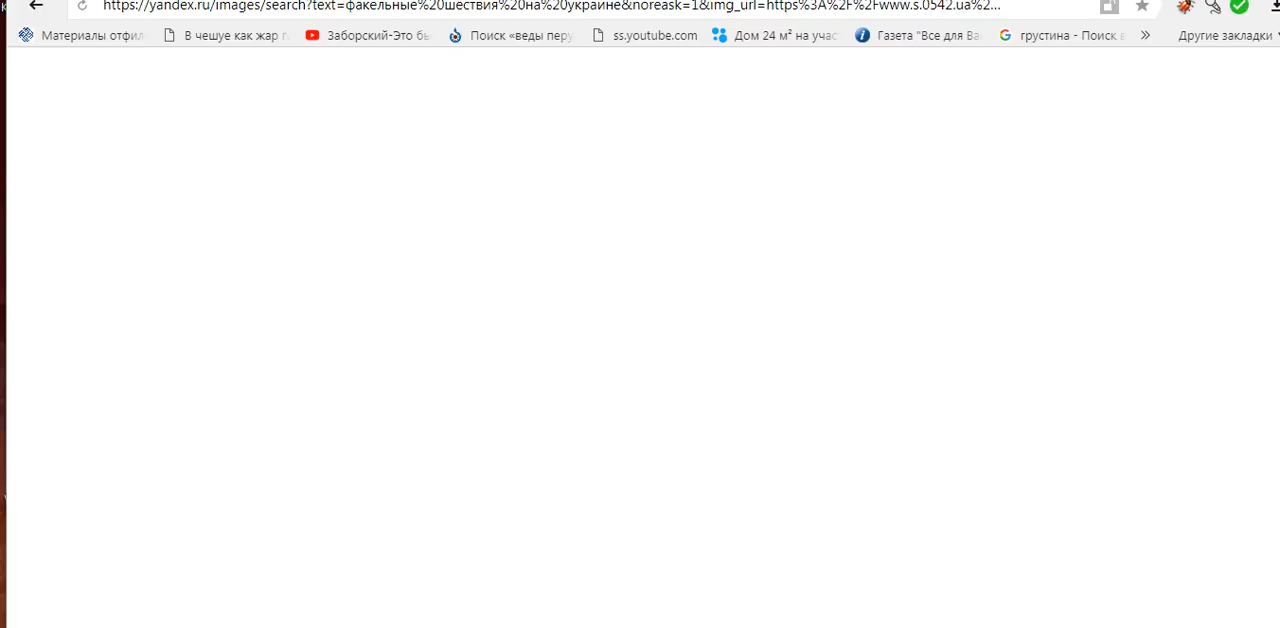 https://yandex.ru/images/search?text=факельные%20шествия%20на%20украине&noreask=1&img_url=https%3A%2F%2Fwww.s.0542.ua%2...
Материалы отфил В чешуе как жар г Заборский-Это бы Поиск «веды перу ss.youtube.com Дом 24 м² на учас Газета "Все для Ва грустина - Поиск в » Другие закладки